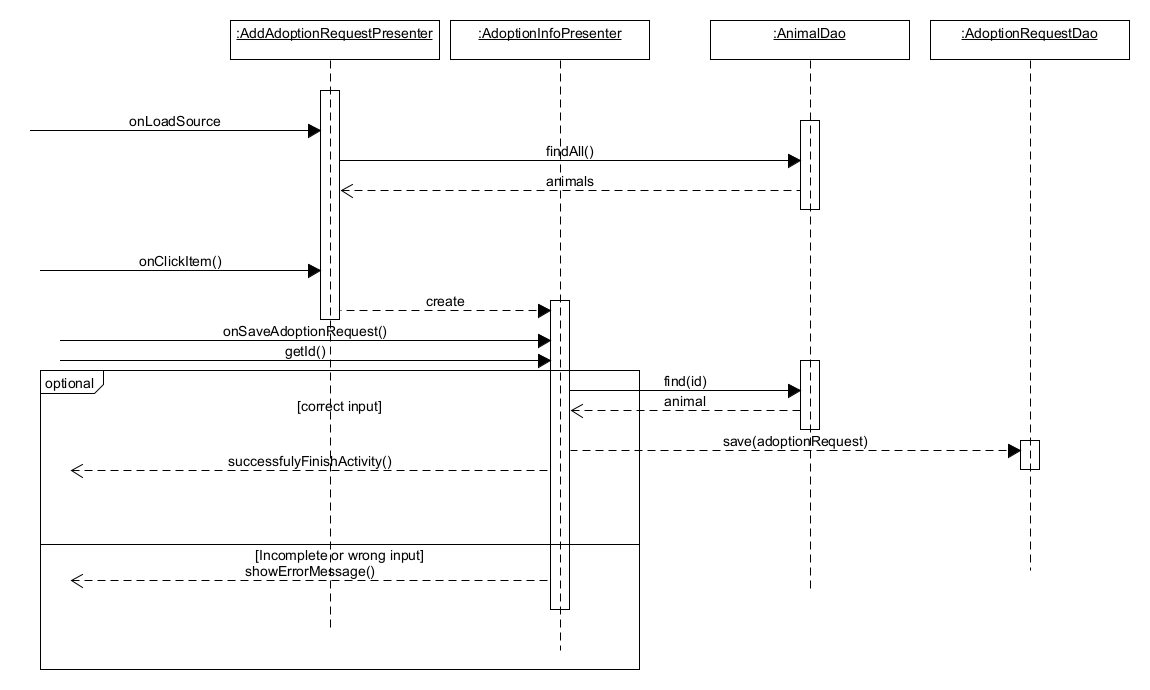 :AddAdoptionRequestPresenter
:AdoptionInfoPresenter
:AnimalDao
:AdoptionRequestDao
onLoadSource
findAll()
animals
onClickItem()
create
onSaveAdoptionRequest()
getId()
optional
find(id)
[correct input]
animal
save(adoptionRequest)
successfulyFinishActivity()
[Incomplete or wrong input]
showErrorMessage()